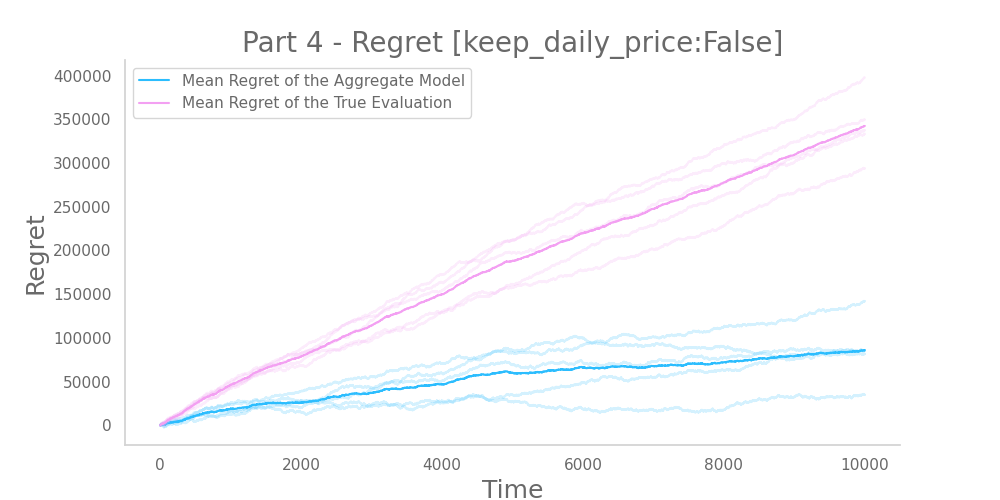 Part 4 - Regret [keep_daily_price:False]
Mean Regret of the Aggregate Model
Mean Regret of the True Evaluation
Regret
400000
350000
300000
250000
200000
150000
100000
50000
0
0 2000 4000 6000 8000 10000
Time